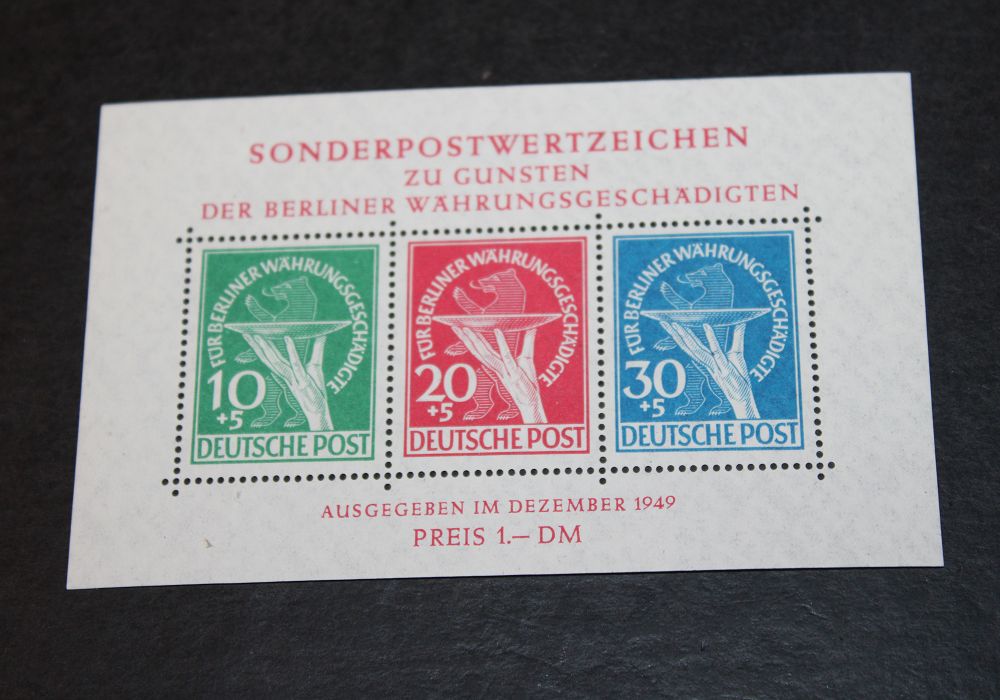 SONDERPOSTWERTZEICHEN
ZU GUNSTEN
DER BERLINER WÄHRUNGSGESCHÄDIGTEN
FÜR BERLINER WÄHRUNGSGESCHÄDIGTE
10
+5
DEUTSCHE POST
FÜR BERLINER WÄHRUNGSGESCHÄDIGTE
20
+5
DEUTSCHE POST
FÜR BERLINER WÄHRUNGSGESCHÄDIGTE
30
+5
DEUTSCHE POST
AUSGEGEBEN IM DEZEMBER 1949
PREIS 1.— DM